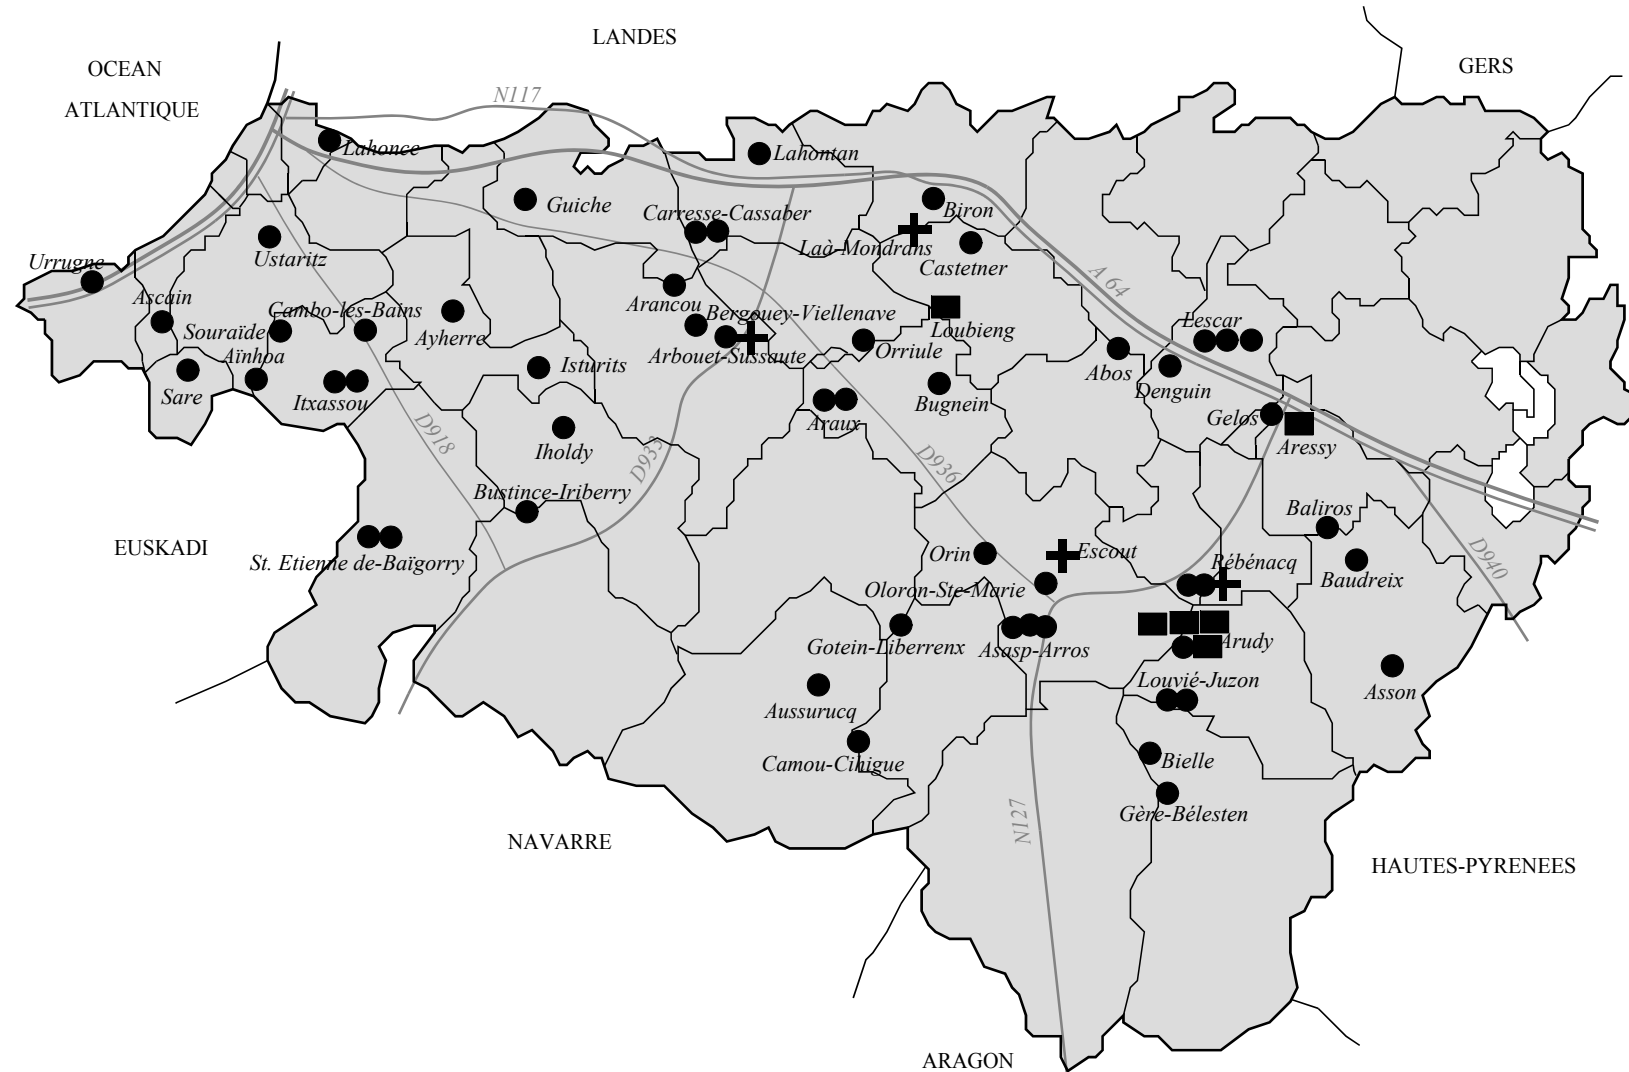 LANDES
OCEAN
ATLANTIQUE
GERS
N117
Lahonce
Lahontan
Guiche
Carresse-Cassaber
Biron
Laà-Mondrans
Castetner
Ustaritz
Urrugne
A 64
Ascain
Souraïde
Cambo-les-Bains
Ayherre
Arancou
Bergouey-Viellenave
Arbouet-Sussaute
Orriule
Loubieng
Lescar
Aïnhoa
Sare
Itxassou
Isturits
Abos
Denguin
Araux
Bugnein
Gelos
Aressy
D918
Iholdy
D933
D936
Bustince-Iriberry
Baliros
EUSKADI
St. Etienne de-Baïgorry
Orin
Escout
Rébénacq
Baudreix
D940
Oloron-Ste-Marie
Gotein-Liberrenx
Asasp-Arros
Arudy
Louvié-Juzon
Asson
Aussurucq
Camou-Cihigue
Bielle
Gère-Bélesten
N127
NAVARRE
HAUTES-PYRENEES
ARAGON